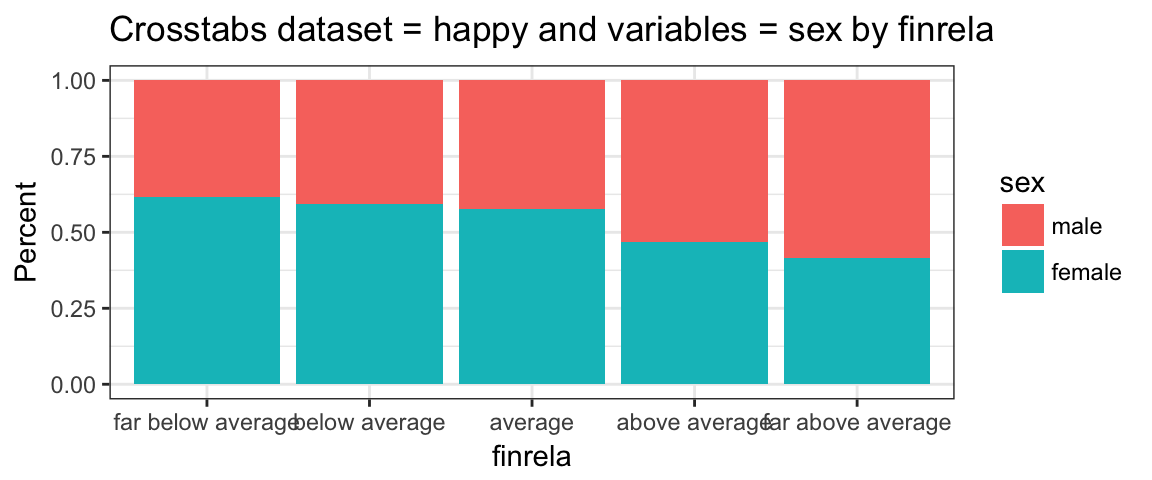 Crosstabs dataset = happy and variables = sex by finrela
Percent
1.00
0.75
0.50
0.25
0.00
far below average
below average
average
above average
far above average
finrela
sex
male
female